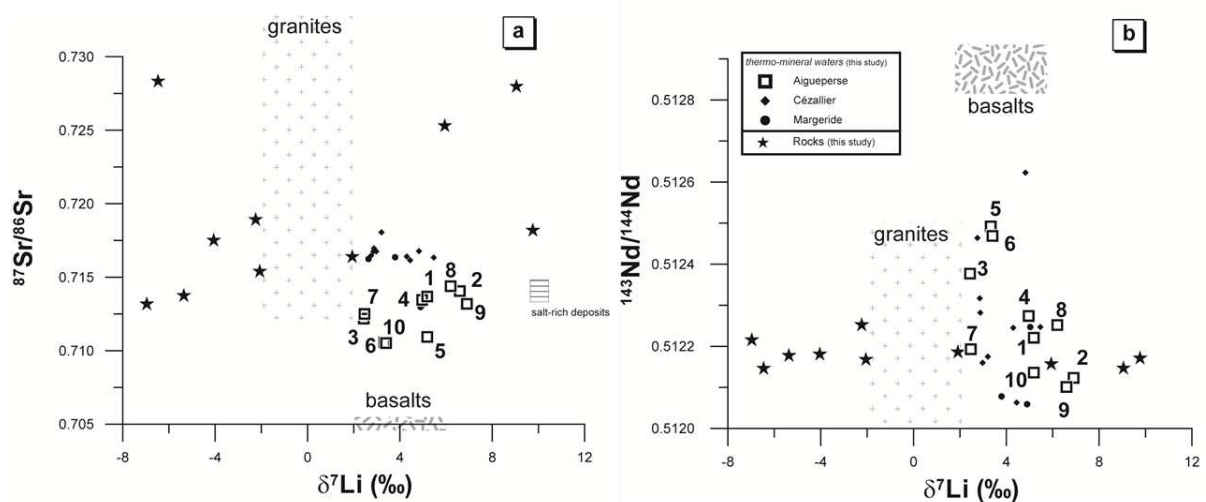 granites
a
0.730
0.725
0.720
0.715
0.710
0.705
87Sr/86Sr
-8
-4
0
4
8
12
δ7Li (‰)
7
3
4
1
8
2
9
10
6
5
salt-rich deposits
basalts
b
thermo-mineral waters (this study)
Aigueperse
Cézallier
Margeride
Rocks (this study)
basalts
granites
0.5128
0.5126
0.5124
0.5122
0.5120
143Nd/144Nd
-8
-4
0
4
8
12
δ7Li (‰)
5
6
3
4
8
7
1
10
2
9